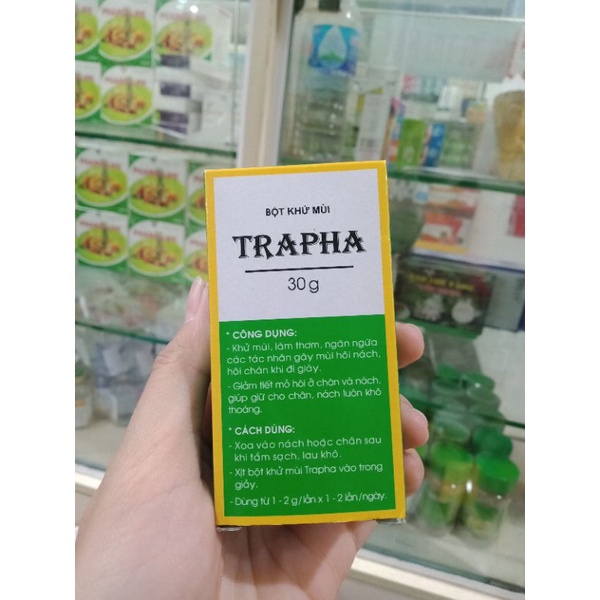 BỘT KHỬ MÙI
TRAPHA
30g
* CÔNG DỤNG:
- Khử mùi, làm thơm, ngăn ngừa
các tác nhân gây mùi hôi nách,
hôi chân khi đi giày.
- Giảm tiết mồ hôi ở chân và nách,
giúp giữ cho chân, nách luôn khô
thoáng.
* CÁCH DÙNG:
- Xoa vào nách hoặc chân sau
khi tắm sạch, lau khô.
- Xịt bột khử mùi Trapha vào trong
giầy.
- Dùng từ 1 - 2 g/lần x 1 - 2 lần/ngày.